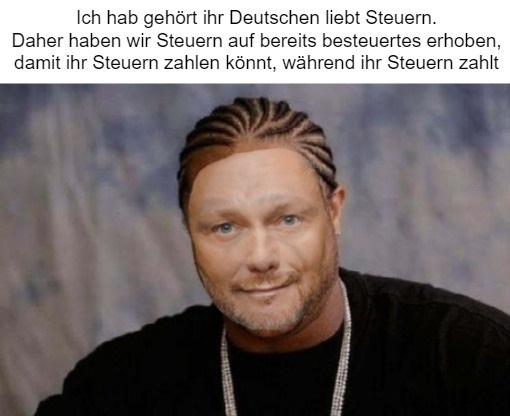 Ich hab gehört ihr Deutschen liebt Steuern.
Daher haben wir Steuern auf bereits besteuertes erhoben,
damit ihr Steuern zahlen könnt, während ihr Steuern zahlt